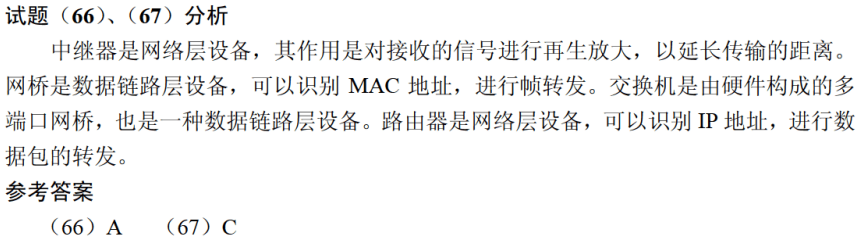 试题（66）、（67）分析
中继器是网络层设备，其作用是对接收的信号进行再生放大，以延长传输的距离。
网桥是数据链路层设备，可以识别 MAC 地址，进行帧转发。交换机是由硬件构成的多
端口网桥，也是一种数据链路层设备。路由器是网络层设备，可以识别 IP 地址，进行数
据包的转发。
参考答案
（66）A （67）C